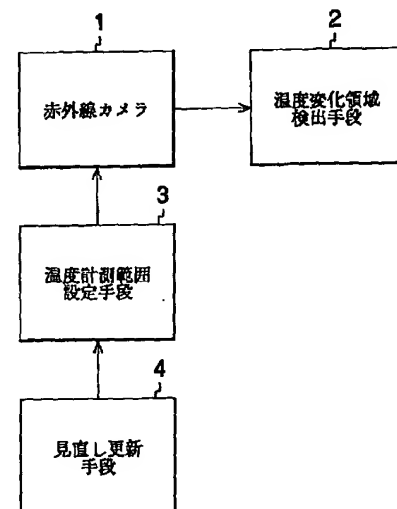 1
赤外線カメラ
2
温度変化領域
検出手段
3
温度計測範囲
設定手段
4
見直し更新
手段